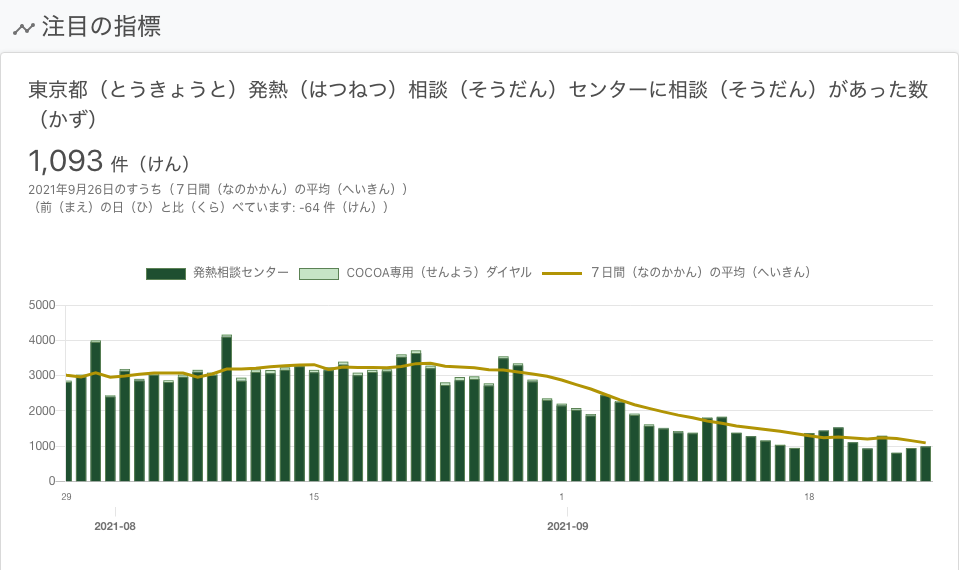 注目の指標
東京都（とうきょうと）発熱（はつねつ）相談（そうだん）センターに相談（そうだん）があった数
（かず）
1,093 件（けん）
2021年9月26日のすうち（７日間（なのかかん）の平均（へいきん））
（前（まえ）の日（ひ）と比（くら）べています: -64 件（けん））
発熱相談センター COCOA専用（せんよう）ダイヤル ７日間（なのかかん）の平均（へいきん）
5000
4000
3000
2000
1000
0
29 15 1 18
2021-08 2021-09